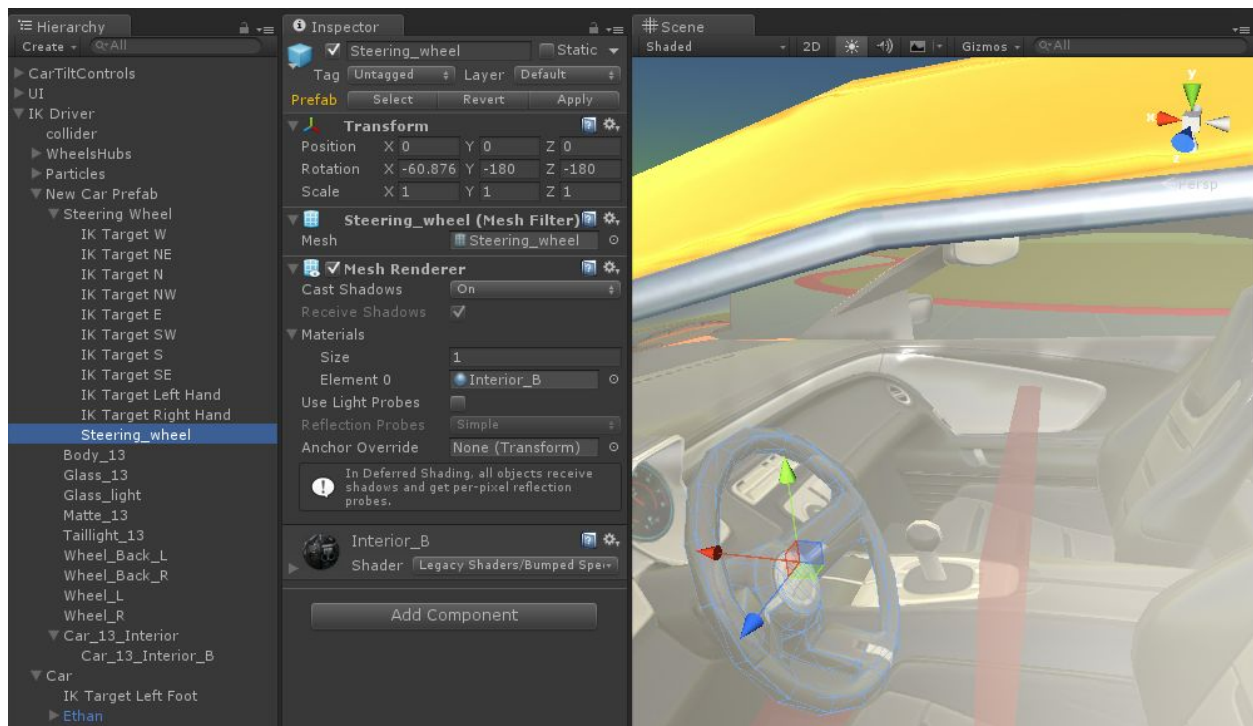 Hierarchy
Create
All
CarTiltControls
UI
IK Driver
collider
WheelsHubs
Particles
New Car Prefab
Steering Wheel
IK Target W
IK Target NE
IK Target N
IK Target NW
IK Target E
IK Target SW
IK Target S
IK Target SE
IK Target Left Hand
IK Target Right Hand
Steering_wheel
Body_13
Glass_13
Glass_light
Matte_13
Taillight_13
Wheel_Back_L
Wheel_Back_R
Wheel_L
Wheel_R
Car_13_Interior
Car_13_Interior_B
Car
IK Target Left Foot
Ethan
Inspector
Steering_wheel Static
Tag Untagged Layer Default
Prefab Select Revert Apply
Transform
Position X 0 Y 0 Z 0
Rotation X -60.876 Y -180 Z -180
Scale X 1 Y 1 Z 1
Steering_wheel (Mesh Filter)
Mesh Steering_wheel
Mesh Renderer
Cast Shadows On
Receive Shadows
Materials
Size 1
Element 0 Interior_B
Use Light Probes
Reflection Probes Simple
Anchor Override None (Transform)
In Deferred Shading, all objects receive
shadows and get per-pixel reflection
probes.
Interior_B
Shader Legacy Shaders/Bumped Spe
Add Component
Scene
Shaded 2D Gizmos All
y
x
z
Persp